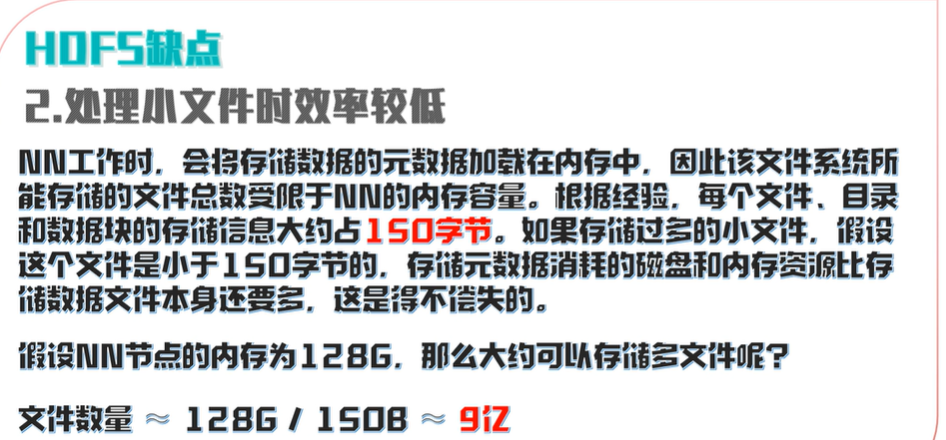 HDFS缺点
2.处理小文件时效率较低
NN工作时，会将存储数据的元数据加载在内存中，因此该文件系统所
能存储的文件总数受限于NN的内存容量。根据经验，每个文件、目录
和数据块的存储信息大约占150字节。如果存储过多的小文件，假设
这个文件是小于150字节的，存储元数据消耗的磁盘和内存资源比存
储数据文件本身还要多，这是得不偿失的。
假设NN节点的内存为128G，那么大约可以存储多文件呢？
文件数量 ≈ 128G / 150B ≈ 9亿